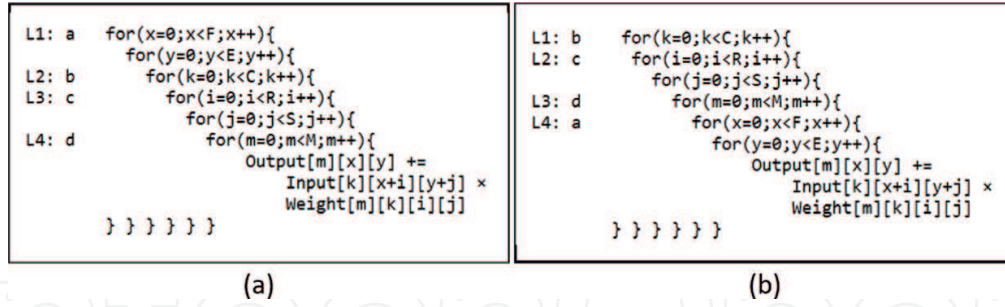 L1: a for(x=0;x<F;x++){
for(y=0;y<E;y++){
L2: b for(k=0;k<C;k++){
L3: c for(i=0;i<R;i++){
for(j=0;j<S;j++){
L4: d for(m=0;m<M;m++){
Output[m][x][y] +=
Input[k][x+i][y+j] ×
Weight[m][k][i][j]
} } } } } }
(a)
L1: b for(k=0;k<C;k++){
L2: c for(i=0;i<R;i++){
for(j=0;j<S;j++){
L3: d for(m=0;m<M;m++){
L4: a for(x=0;x<F;x++){
for(y=0;y<E;y++){
Output[m][x][y] +=
Input[k][x+i][y+j] ×
Weight[m][k][i][j]
} } } } } }
(b)